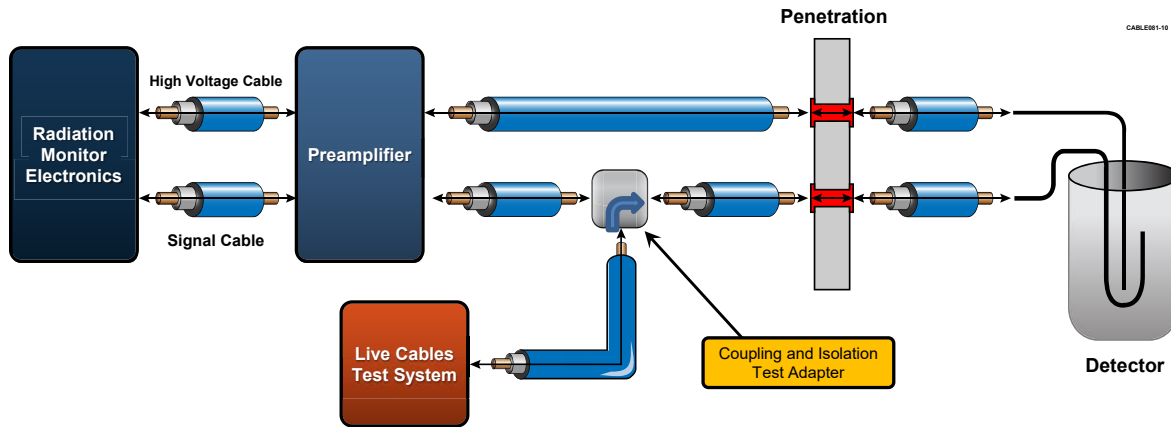 Penetration
CABLE081-10
High Voltage Cable
Radiation
Monitor
Electronics
Preamplifier
Signal Cable
Live Cables
Test System
Coupling and Isolation
Test Adapter
Detector